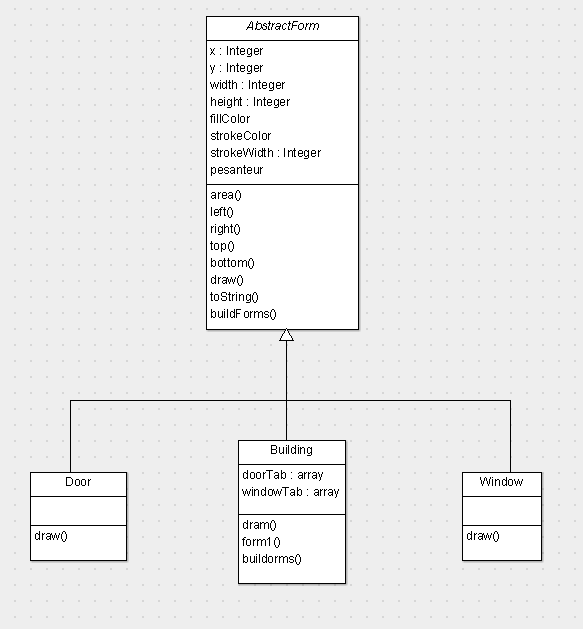 AbstractForm
x : Integer
y : Integer
width : Integer
height : Integer
fillColor
strokeColor
strokeWidth : Integer
pesanteur
area()
left()
right()
top()
bottom()
draw()
toString()
buildForms()
Door
draw()
Building
doorTab : array
windowTab : array
dram()
form1()
buildorms()
Window
draw()